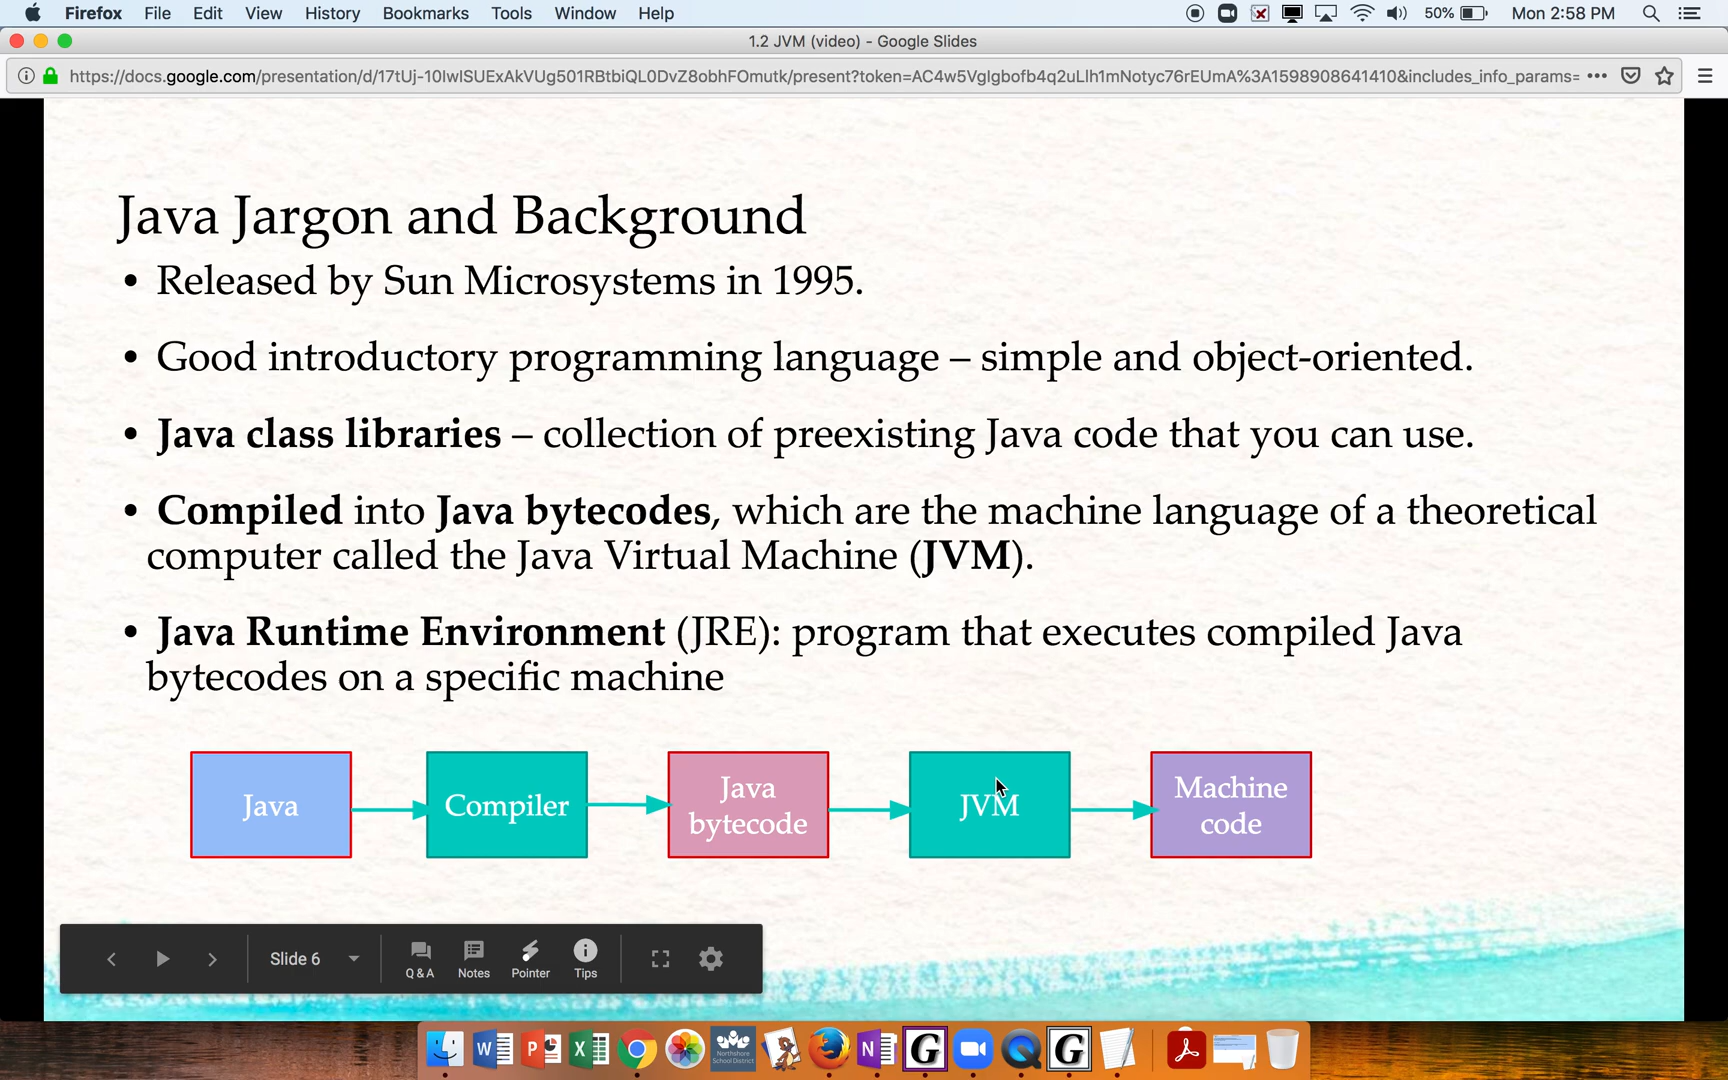 Firefox File Edit View History Bookmarks Tools Window Help 50% Mon 2:58 PM
1.2 JVM (video) - Google Slides
https://docs.google.com/presentation/d/17tUj-10IwlSUExAkVUg501RBtbiQL0DvZ8obhFOmutk/present?token=AC4w5VgIgbofb4q2uLlh1mNotyc76rEUmA%3A1598908641410&includes_info_params=
Java Jargon and Background
• Released by Sun Microsystems in 1995.
• Good introductory programming language – simple and object-oriented.
• Java class libraries – collection of preexisting Java code that you can use.
• Compiled into Java bytecodes, which are the machine language of a theoretical
computer called the Java Virtual Machine (JVM).
• Java Runtime Environment (JRE): program that executes compiled Java
bytecodes on a specific machine
Java
Compiler
Java
bytecode
JVM
Machine
code
Slide 6
Q & A
Notes
Pointer
Tips
W
P
X
Northshore
School District
N
G
G